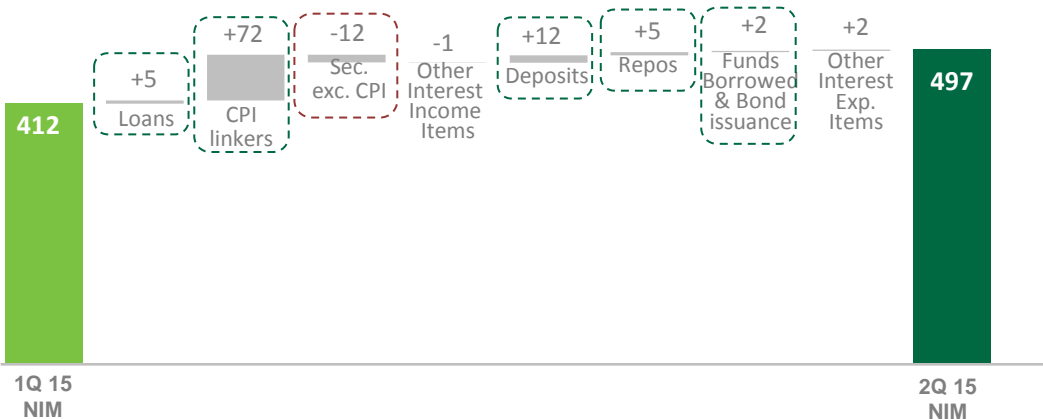 412
1Q 15
NIM
+5
Loans
+72
CPI
linkers
-12
Sec.
exc. CPI
-1
Other
Interest
Income
Items
+12
Deposits
+5
Repos
+2
Funds
Borrowed
& Bond
issuance
+2
Other
Interest
Exp.
Items
497
2Q 15
NIM